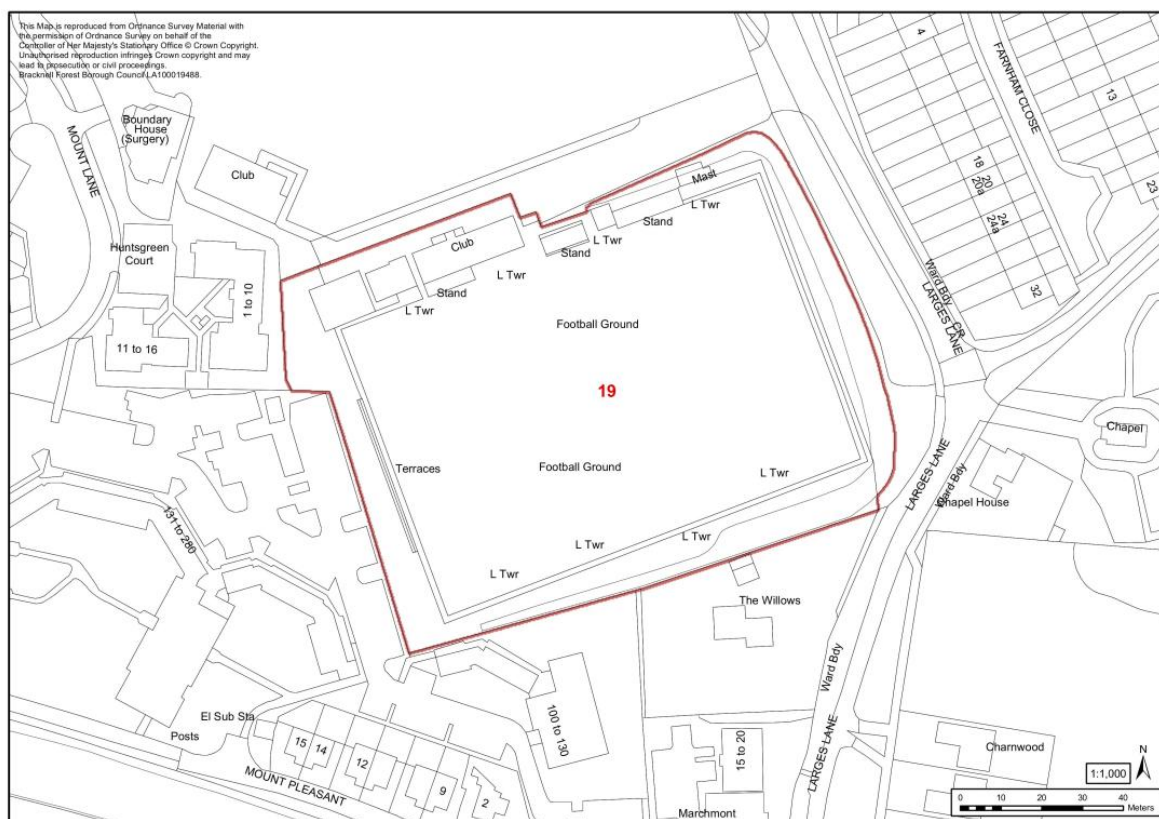 This Map is reproduced from Ordnance Survey Material with
the permission of Ordnance Survey on behalf of the
Controller of Her Majesty's Stationary Office © Crown Copyright.
Unauthorised reproduction infringes Crown copyright and may
lead to prosecution or civil proceedings.
Bracknell Forest Borough Council LA100019488.
4
FARNHAM CLOSE
13
MOUNT LANE
Boundary
House
(Surgery)
Club
18
20
20a
24
24a
23
Mast
L Twr
Stand
Huntsgreen
Court
Club
L Twr
Stand
Ward Bdy
CR
LARGES LANE
32
1 to 10
L Twr
Stand
L Twr
Football Ground
11 to 16
19
Chapel
Terraces
Football Ground
L Twr
LARGES LANE
Ward Bdy
Chapel House
131 to 280
L Twr
L Twr
L Twr
The Willows
Ward Bdy
El Sub Sta
Posts
15
14
12
9
2
MOUNT PLEASANT
100 to 130
15 to 20
Marchmont
LARGES LANE
Charnwood
N
1:1,000
0 10 20 30 40
Meters